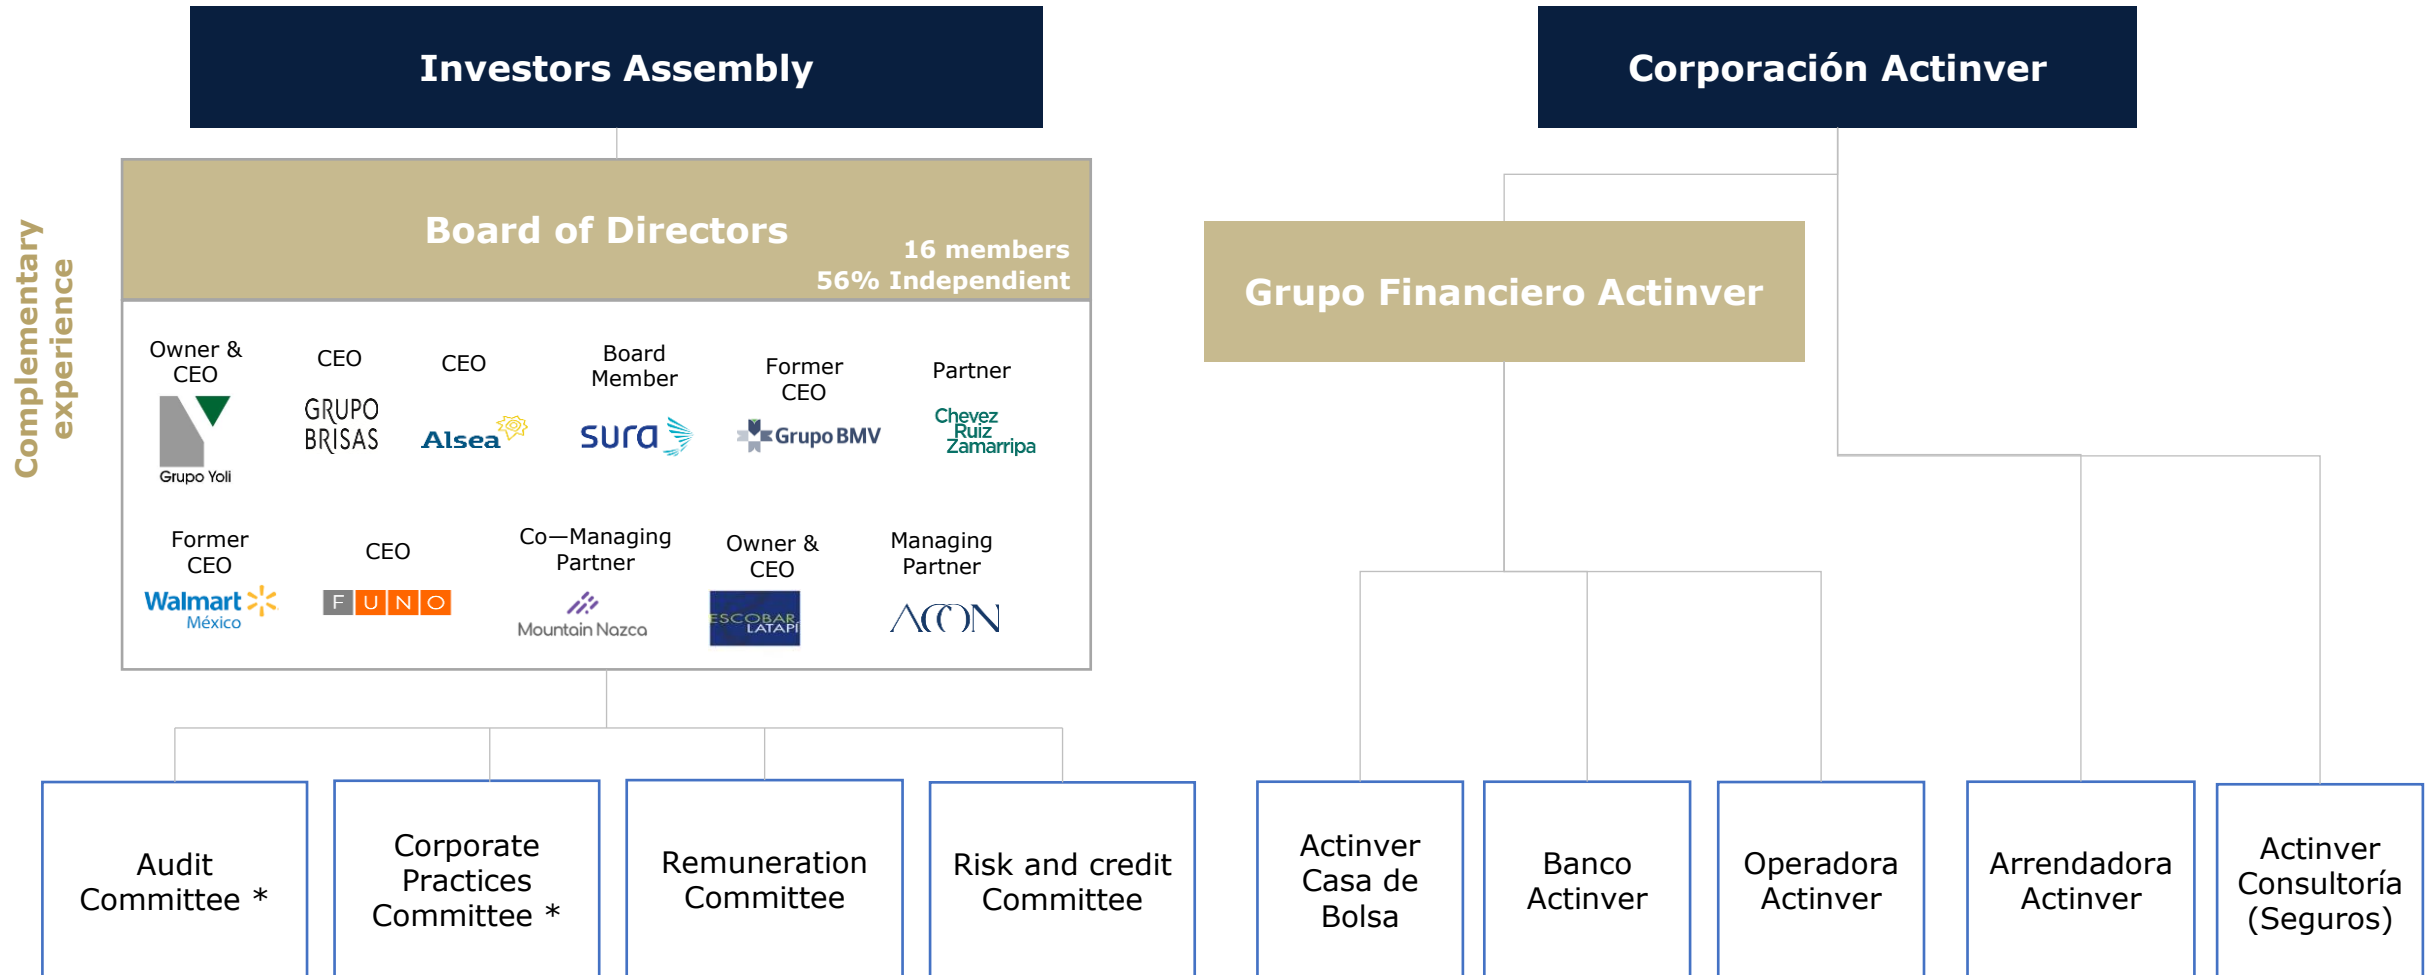 Investors Assembly
Board of Directors
16 members
56% Independient
Complementary
experience
Owner &
CEO
Grupo Yoli
CEO
GRUPO
BRISAS
CEO
Alsea
Board
Member
sura
Former
CEO
Grupo BMV
Partner
Chevez
Ruiz
Zamarripa
Former
CEO
Walmart
México
CEO
FUNO
Co—Managing
Partner
Mountain Nazca
Owner &
CEO
ESCOBAR
LATAPI
Managing
Partner
ACON
Audit
Committee *
Corporate
Practices
Committee *
Remuneration
Committee
Risk and credit
Committee
Corporación Actinver
Grupo Financiero Actinver
Actinver
Casa de
Bolsa
Banco
Actinver
Operadora
Actinver
Arrendadora
Actinver
Actinver
Consultoría
(Seguros)